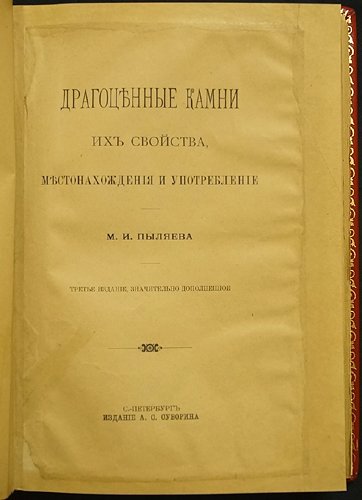 ДРАГОЦѢННЫЕ КАМНИ
ИХЪ СВОЙСТВА,
МѢСТОНАХОЖДЕНІЯ И УПОТРЕБЛЕНІЕ
М. И. ПЫЛЯЕВА
ТРЕТЬЕ ИЗДАНІЕ, ЗНАЧИТЕЛЬНО ДОПОЛНЕННОЕ
С.-ПЕТЕРБУРГЪ
ИЗДАНІЕ А. С. СУВОРИНА